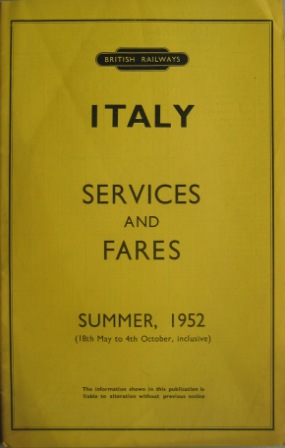 BRITISH RAILWAYS
ITALY
SERVICES
AND
FARES
SUMMER, 1952
(18th May to 4th October, inclusive)
The information shown in this publication is
liable to alteration without previous notice